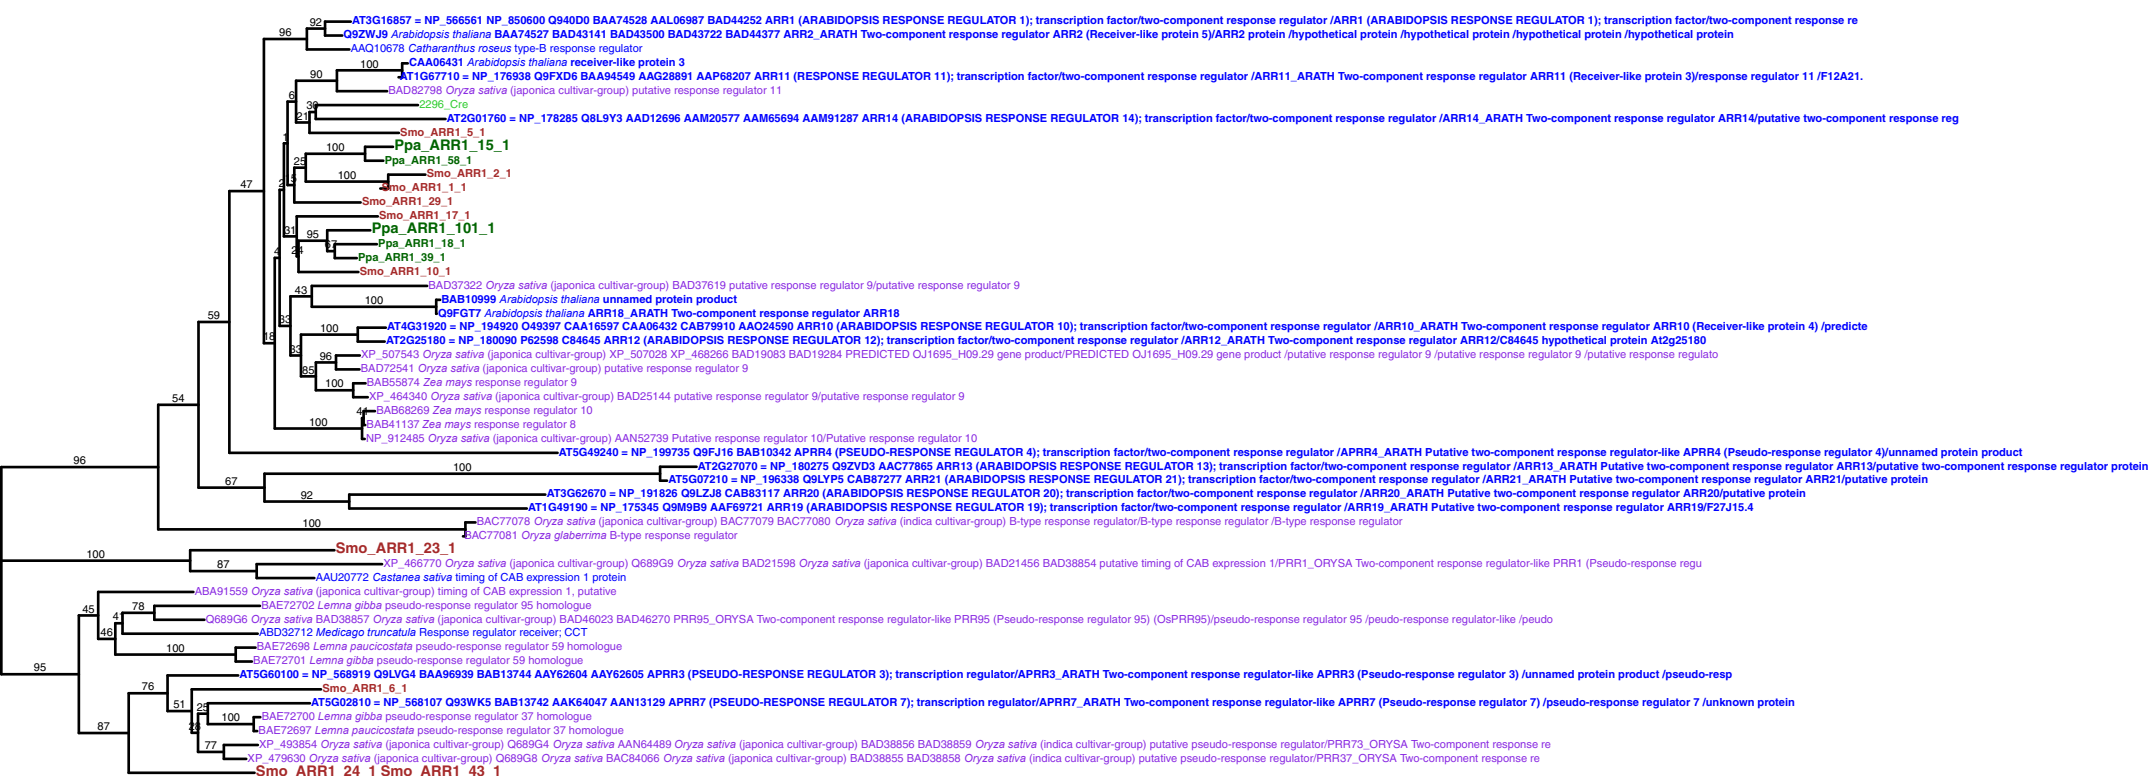 92 AT3G16857 = NP_566561 NP_850600 Q940D0 BAA74528 AAL06987 BAD44252 ARR1 (ARABIDOPSIS RESPONSE REGULATOR 1); transcription factor/two-component response regulator /ARR1 (ARABIDOPSIS RESPONSE REGULATOR 1); transcription factor/two-component response re
96 Q9ZWJ9 Arabidopsis thaliana BAA74527 BAD43141 BAD43500 BAD43722 BAD44377 ARR2_ARATH Two-component response regulator ARR2 (Receiver-like protein 5)/ARR2 protein /hypothetical protein /hypothetical protein /hypothetical protein /hypothetical protein
AAQ10678 Catharanthus roseus type-B response regulator
100 CAA06431 Arabidopsis thaliana receiver-like protein 3
90 AT1G67710 = NP_176938 Q9FXD6 BAA94549 AAG28891 AAP68207 ARR11 (RESPONSE REGULATOR 11); transcription factor/two-component response regulator /ARR11_ARATH Two-component response regulator ARR11 (Receiver-like protein 3)/response regulator 11 /F12A21.
BAD82798 Oryza sativa (japonica cultivar-group) putative response regulator 11
6 30 2296_Cre
21 AT2G01760 = NP_178285 Q8L9Y3 AAD12696 AAM20577 AAM65694 AAM91287 ARR14 (ARABIDOPSIS RESPONSE REGULATOR 14); transcription factor/two-component response regulator /ARR14_ARATH Two-component response regulator ARR14/putative two-component response reg
Smo_ARR1_5_1
1 100 Ppa_ARR1_15_1
25 Ppa_ARR1_58_1
100 Smo_ARR1_2_1
47 Smo_ARR1_1_1
Smo_ARR1_29_1
Smo_ARR1_17_1
31 95 Ppa_ARR1_101_1
67 Ppa_ARR1_18_1
4 24 Ppa_ARR1_39_1
Smo_ARR1_10_1
43 BAD37322 Oryza sativa (japonica cultivar-group) BAD37619 putative response regulator 9/putative response regulator 9
100 BAB10999 Arabidopsis thaliana unnamed protein product
59 33 Q9FGT7 Arabidopsis thaliana ARR18_ARATH Two-component response regulator ARR18
100 AT4G31920 = NP_194920 O49397 CAA16597 CAA06432 CAB79910 AAO24590 ARR10 (ARABIDOPSIS RESPONSE REGULATOR 10); transcription factor/two-component response regulator /ARR10_ARATH Two-component response regulator ARR10 (Receiver-like protein 4) /predicte
18 33 AT2G25180 = NP_180090 P62598 C84645 ARR12 (ARABIDOPSIS RESPONSE REGULATOR 12); transcription factor/two-component response regulator /ARR12_ARATH Two-component response regulator ARR12/C84645 hypothetical protein At2g25180
96 XP_507543 Oryza sativa (japonica cultivar-group) XP_507028 XP_468266 BAD19083 BAD19284 PREDICTED OJ1695_H09.29 gene product/PREDICTED OJ1695_H09.29 gene product /putative response regulator 9 /putative response regulator 9 /putative response regulato
85 BAD72541 Oryza sativa (japonica cultivar-group) putative response regulator 9
100 BAB55874 Zea mays response regulator 9
54 XP_464340 Oryza sativa (japonica cultivar-group) BAD25144 putative response regulator 9/putative response regulator 9
BAB68269 Zea mays response regulator 10
100 BAB41137 Zea mays response regulator 8
NP_912485 Oryza sativa (japonica cultivar-group) AAN52739 Putative response regulator 10/Putative response regulator 10
AT5G49240 = NP_199735 Q9FJ16 BAB10342 APRR4 (PSEUDO-RESPONSE REGULATOR 4); transcription factor/two-component response regulator /APRR4_ARATH Putative two-component response regulator-like APRR4 (Pseudo-response regulator 4)/unnamed protein product
96 100 AT2G27070 = NP_180275 Q9ZVD3 AAC77865 ARR13 (ARABIDOPSIS RESPONSE REGULATOR 13); transcription factor/two-component response regulator /ARR13_ARATH Putative two-component response regulator ARR13/putative two-component response regulator protein
67 AT5G07210 = NP_196338 Q9LYP5 CAB87277 ARR21 (ARABIDOPSIS RESPONSE REGULATOR 21); transcription factor/two-component response regulator /ARR21_ARATH Putative two-component response regulator ARR21/putative protein
92 AT3G62670 = NP_191826 Q9LZJ8 CAB83117 ARR20 (ARABIDOPSIS RESPONSE REGULATOR 20); transcription factor/two-component response regulator /ARR20_ARATH Putative two-component response regulator ARR20/putative protein
AT1G49190 = NP_175345 Q9M9B9 AAF69721 ARR19 (ARABIDOPSIS RESPONSE REGULATOR 19); transcription factor/two-component response regulator /ARR19_ARATH Putative two-component response regulator ARR19/F27J15.4
100 BAC77078 Oryza sativa (japonica cultivar-group) BAC77079 BAC77080 Oryza sativa (indica cultivar-group) B-type response regulator/B-type response regulator /B-type response regulator
BAC77081 Oryza glaberrima B-type response regulator
100 Smo_ARR1_23_1
87 XP_466770 Oryza sativa (japonica cultivar-group) Q689G9 Oryza sativa BAD21598 Oryza sativa (japonica cultivar-group) BAD21456 BAD38854 putative timing of CAB expression 1/PRR1_ORYSA Two-component response regulator-like PRR1 (Pseudo-response regu
AAU20772 Castanea sativa timing of CAB expression 1 protein
ABA91559 Oryza sativa (japonica cultivar-group) timing of CAB expression 1, putative
45 78 BAE72702 Lemna gibba pseudo-response regulator 95 homologue
4 Q689G6 Oryza sativa BAD38857 Oryza sativa (japonica cultivar-group) BAD46023 BAD46270 PRR95_ORYSA Two-component response regulator-like PRR95 (Pseudo-response regulator 95) (OsPRR95)/pseudo-response regulator 95 /peudo-response regulator-like /peudo
46 ABD32712 Medicago truncatula Response regulator receiver; CCT
100 BAE72698 Lemna paucicostata pseudo-response regulator 59 homologue
BAE72701 Lemna gibba pseudo-response regulator 59 homologue
95 AT5G60100 = NP_568919 Q9LVG4 BAA96939 BAB13744 AAY62604 AAY62605 APRR3 (PSEUDO-RESPONSE REGULATOR 3); transcription regulator/APRR3_ARATH Two-component response regulator-like APRR3 (Pseudo-response regulator 3) /unnamed protein product /pseudo-resp
76 Smo_ARR1_6_1
51 25 AT5G02810 = NP_568107 Q93WK5 BAB13742 AAK64047 AAN13129 APRR7 (PSEUDO-RESPONSE REGULATOR 7); transcription regulator/APRR7_ARATH Two-component response regulator-like APRR7 (Pseudo-response regulator 7) /pseudo-response regulator 7 /unknown protein
100 BAE72700 Lemna gibba pseudo-response regulator 37 homologue
87 BAE72697 Lemna paucicostata pseudo-response regulator 37 homologue
77 XP_493854 Oryza sativa (japonica cultivar-group) Q689G4 Oryza sativa AAN64489 Oryza sativa (japonica cultivar-group) BAD38856 BAD38859 Oryza sativa (indica cultivar-group) putative pseudo-response regulator/PRR73_ORYSA Two-component response re
XP_479630 Oryza sativa (japonica cultivar-group) Q689G8 Oryza sativa BAC84066 Oryza sativa (japonica cultivar-group) BAD38855 BAD38858 Oryza sativa (indica cultivar-group) putative pseudo-response regulator/PRR37_ORYSA Two-component response re
Smo_ARR1_24_1 Smo_ARR1_43_1